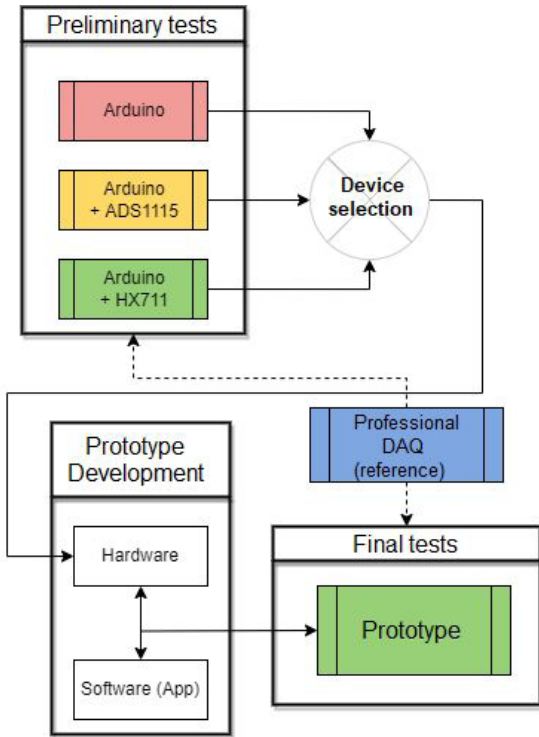 Preliminary tests
Arduino
Arduino
+ ADS1115
Arduino
+ HX711
Device
selection
Professional
DAQ
(reference)
Prototype
Development
Hardware
Software (App)
Final tests
Prototype